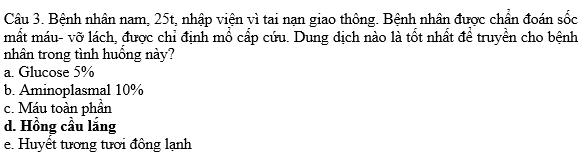 Câu 3. Bệnh nhân nam, 25t, nhập viện vì tai nạn giao thông. Bệnh nhân được chẩn đoán sốc
mất máu- vỡ lách, được chỉ định mổ cấp cứu. Dung dịch nào là tốt nhất để truyền cho bệnh
nhân trong tình huống này?
a. Glucose 5%
b. Aminoplasmal 10%
c. Máu toàn phần
d. Hồng cầu lắng
e. Huyết tương tươi đông lạnh